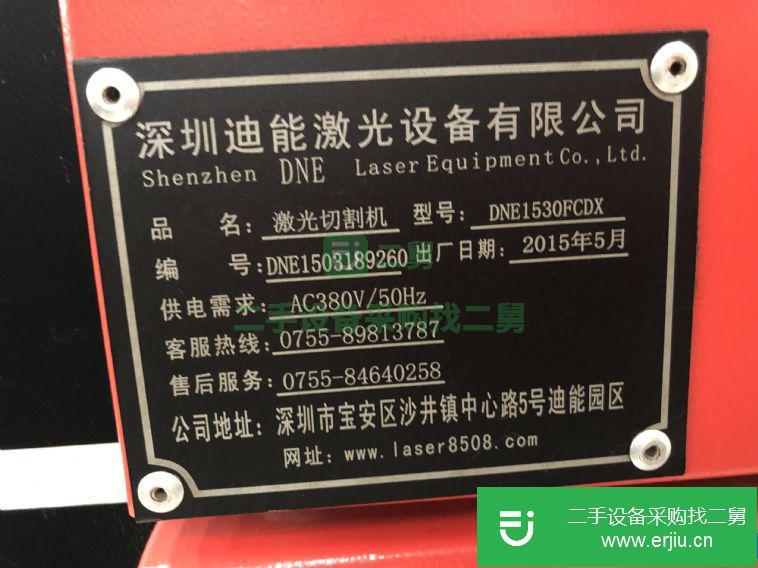 深圳迪能激光设备有限公司
Shenzhen DNE Laser Equipment Co.,Ltd.
品名:激光切割机 型号:DNE1530FCDX
编号:DNE1503189260 出厂日期:2015年5月
供电需求:AC380V/50Hz
客服热线:0755-89813787
售后服务:0755-84640258
公司地址:深圳市宝安区沙井镇中心路5号迪能园区
网址:www.laser8508.com
二舅
二手设备采购找二舅
二手设备采购找二舅
www.erjiu.cn